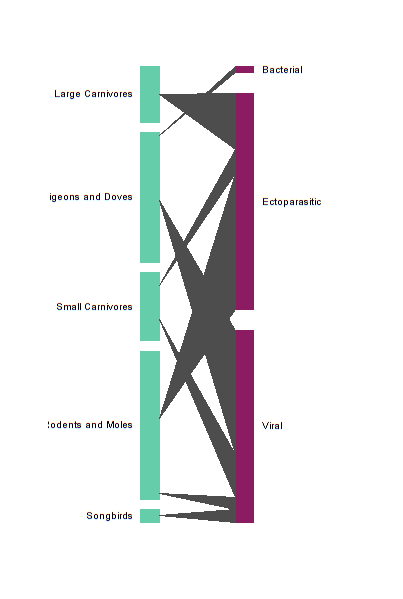 Large Carnivores
Bacterial
igeons and Doves
Ectoparasitic
Small Carnivores
Rodents and Moles
Viral
Songbirds